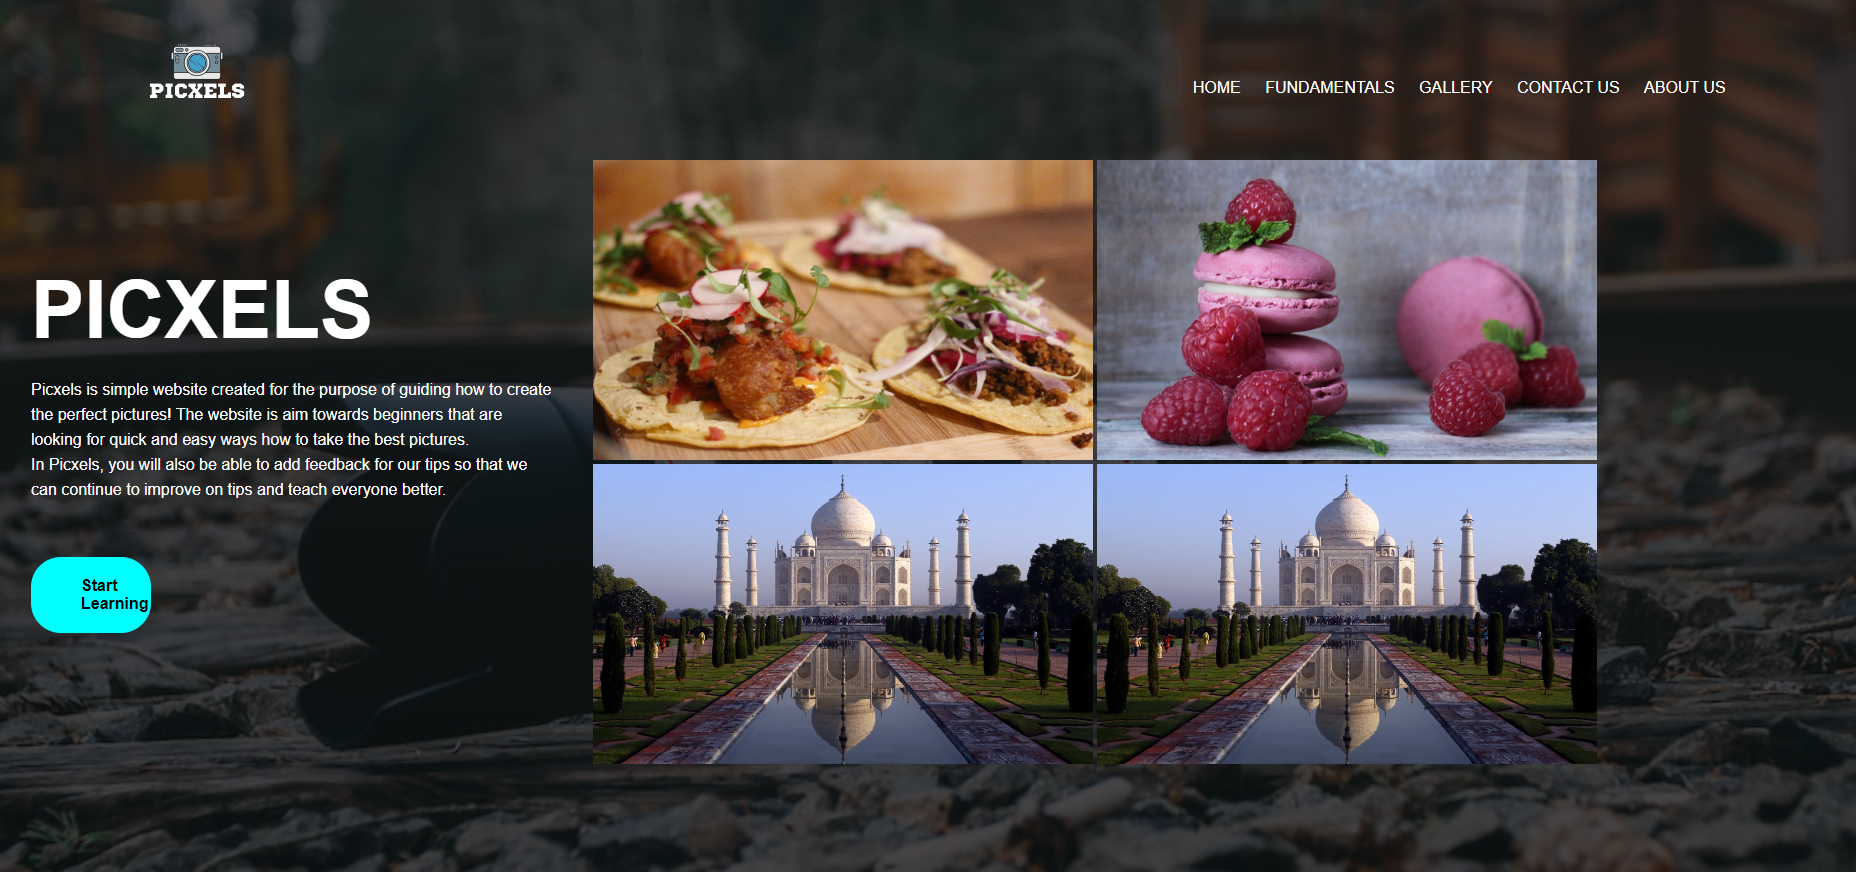 PICXELS
HOME FUNDAMENTALS GALLERY CONTACT US ABOUT US
PICXELS
Picxels is simple website created for the purpose of guiding how to create
the perfect pictures! The website is aim towards beginners that are
looking for quick and easy ways how to take the best pictures.
In Picxels, you will also be able to add feedback for our tips so that we
can continue to improve on tips and teach everyone better.
Start
Learning